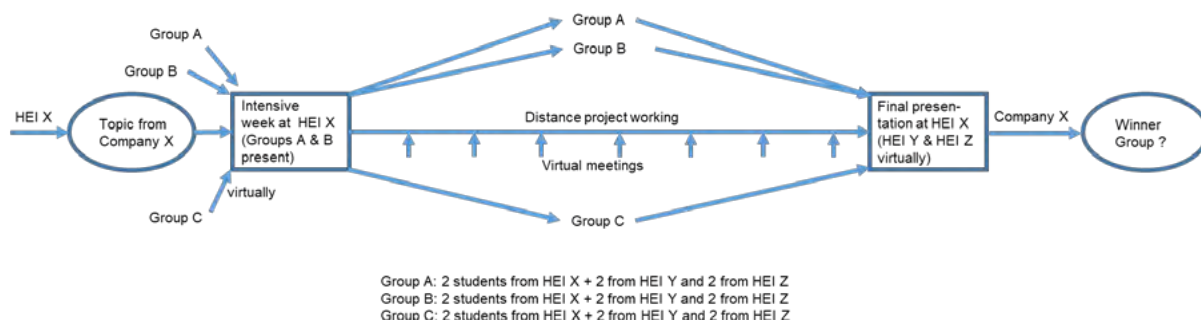 Group A
Group B
HEI X
Topic from
Company X
Intensive
week at HEI X
(Groups A & B
present)
virtually
Group C
Group A
Group B
Distance project working
Virtual meetings
Group C
Final presen-
tation at HEI X
(HEI Y & HEI Z
virtually)
Company X
Winner
Group ?
Group A: 2 students from HEI X + 2 from HEI Y and 2 from HEI Z
Group B: 2 students from HEI X + 2 from HEI Y and 2 from HEI Z
Group C: 2 students from HEI X + 2 from HEI Y and 2 from HEI Z